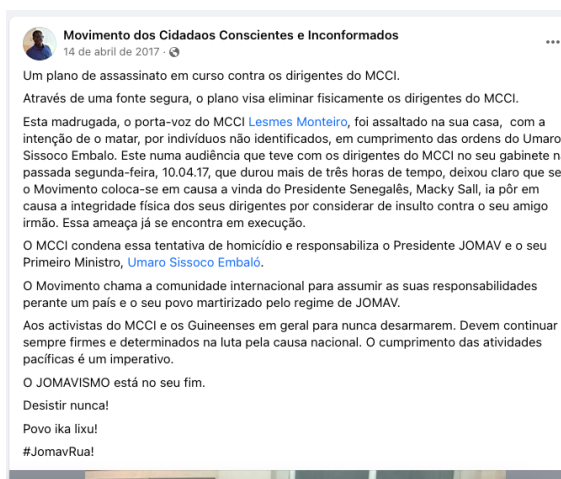 Movimento dos Cidadaos Conscientes e Inconformados
14 de abril de 2017 ·
Um plano de assassinato em curso contra os dirigentes do MCCI.
Através de uma fonte segura, o plano visa eliminar fisicamente os dirigentes do MCCI.
Esta madrugada, o porta-voz do MCCI Lesmes Monteiro, foi assaltado na sua casa, com a
intenção de o matar, por indivíduos não identificados, em cumprimento das ordens do Umaro
Sissoco Embalo. Este numa audiência que teve com os dirigentes do MCCI no seu gabinete n
passada segunda-feira, 10.04.17, que durou mais de três horas de tempo, deixou claro que se
o Movimento coloca-se em causa a vinda do Presidente Senegalês, Macky Sall, ia pôr em
causa a integridade física dos seus dirigentes por considerar de insulto contra o seu amigo
irmão. Essa ameaça já se encontra em execução.
O MCCI condena essa tentativa de homicídio e responsabiliza o Presidente JOMAV e o seu
Primeiro Ministro, Umaro Sissoco Embaló.
O Movimento chama a comunidade internacional para assumir as suas responsabilidades
perante um país e o seu povo martirizado pelo regime de JOMAV.
Aos activistas do MCCI e os Guineenses em geral para nunca desarmarem. Devem continuar
sempre firmes e determinados na luta pela causa nacional. O cumprimento das atividades
pacíficas é um imperativo.
O JOMAVISMO está no seu fim.
Desistir nunca!
Povo ika lixu!
#JomavRua!